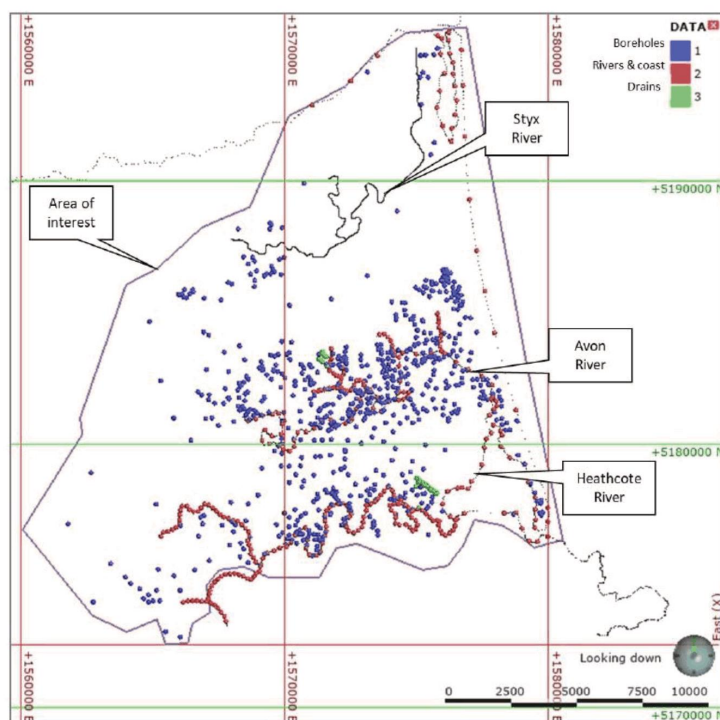 +1560000 E
+1570000 E
+1580000 E
DATA
Boreholes
1
Rivers & coast
2
Drains
3
Styx
River
+5190000 N
Area of
interest
Avon
River
+5180000 N
Heathcote
River
East (X)
Looking down
+1560000 E
+1570000 E
+1580000 E
0 2500 5000 7500 10000
+5170000 N